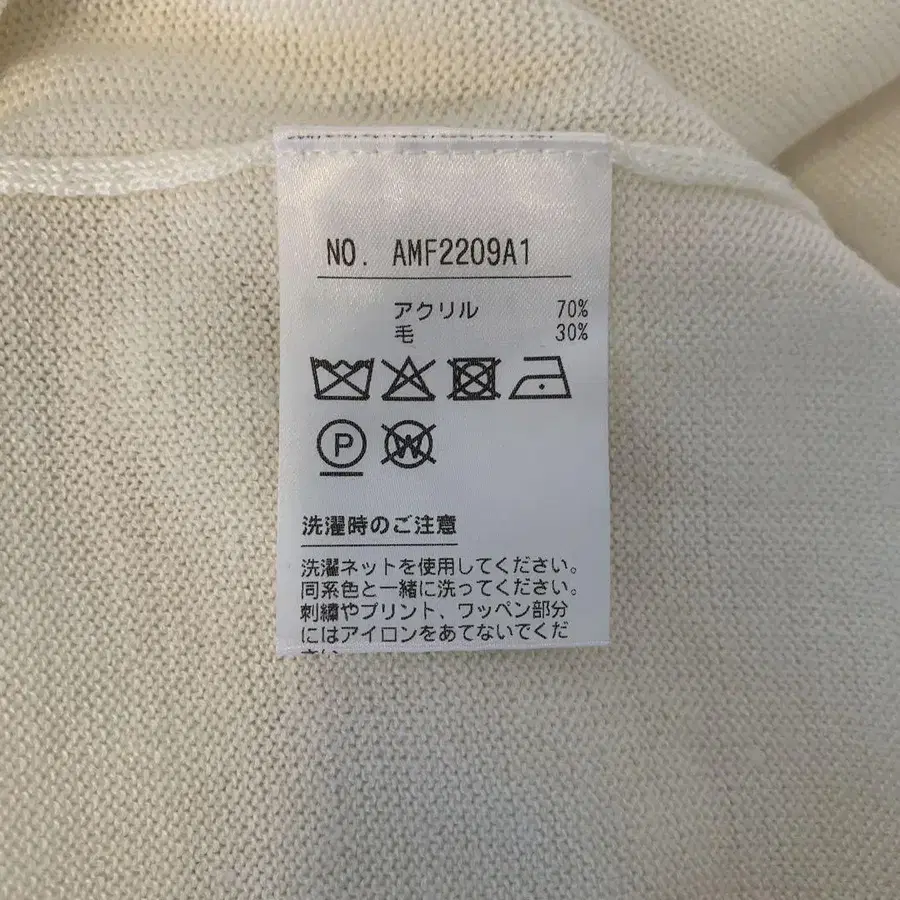 NO. AMF2209A1
アクリル 70%
毛 30%
P
W
洗濯時のご注意
洗濯ネットを使用してください。
同系色と一緒に洗ってください。
刺繍やプリント、ワッペン部分
にはアイロンをあてないでくだ